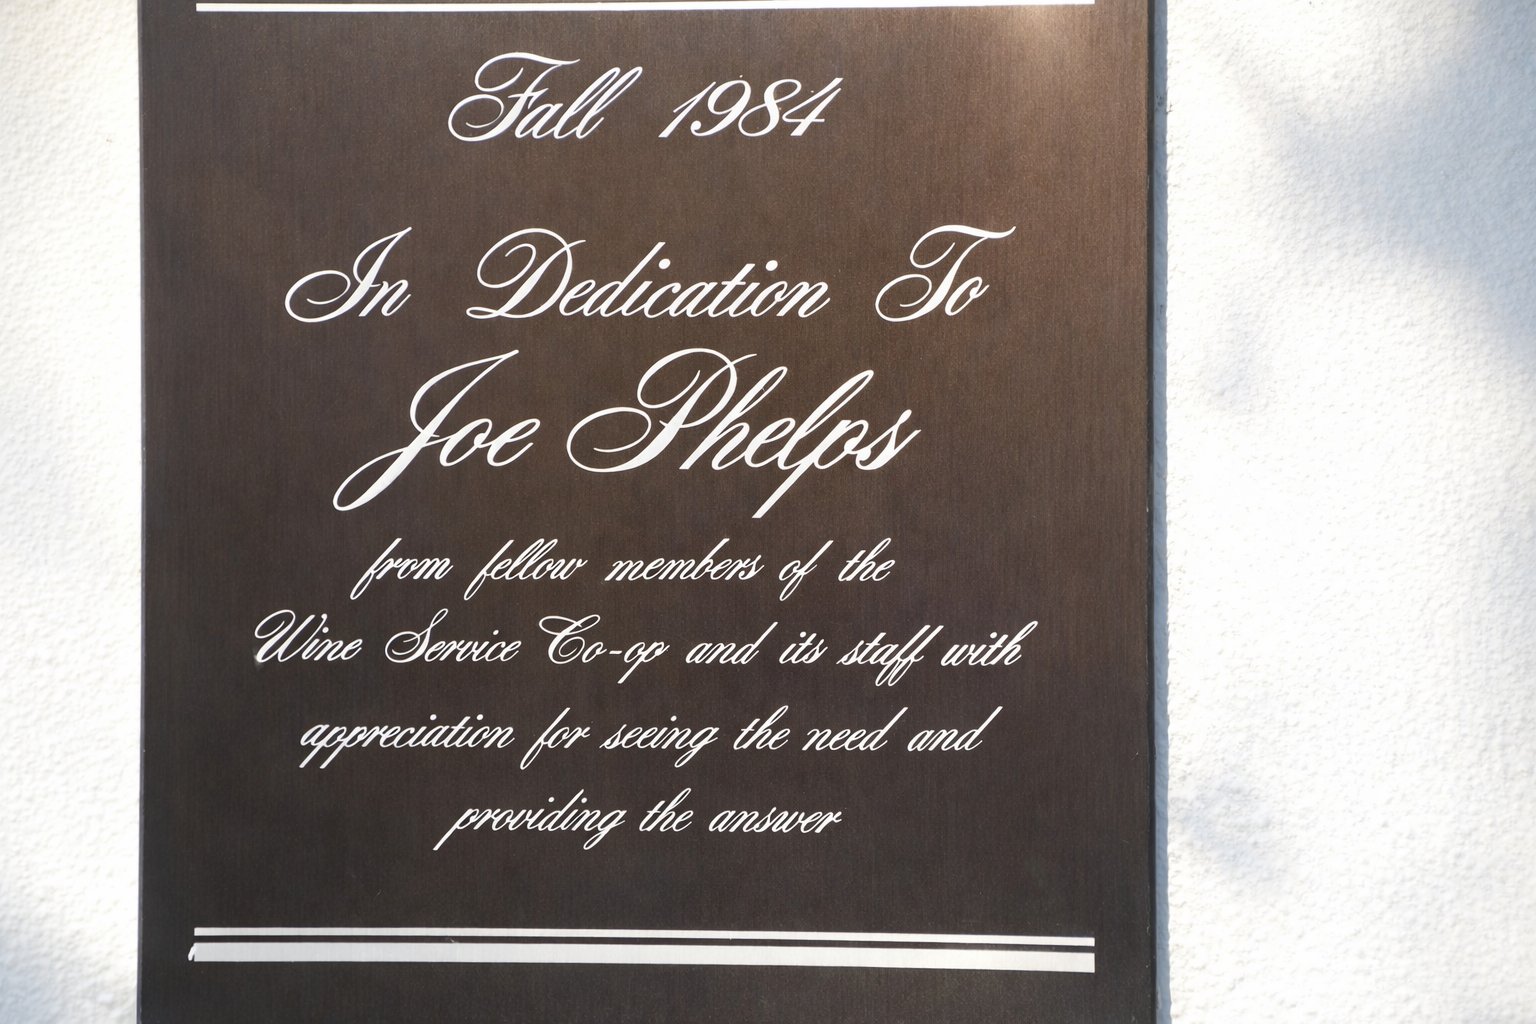 Fall 1984
In Dedication To
Joe Phelps
from fellow members of the
Wine Service Co-op and its staff with
appreciation for seeing the need and
providing the answer